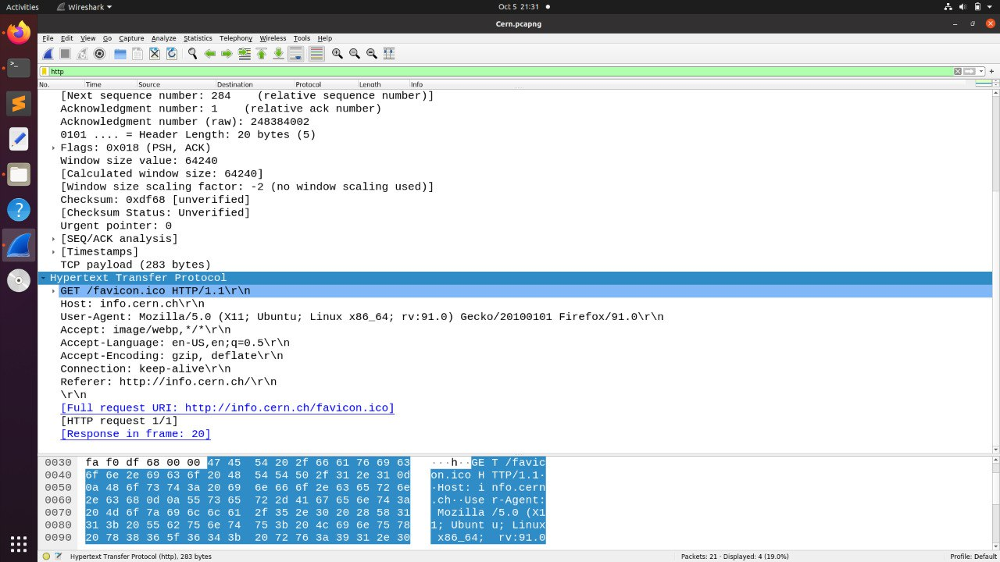 Activities Wireshark Oct 5 21:31
Cern.pcapng
File Edit View Go Capture Analyze Statistics Telephony Wireless Tools Help
http
No. Time Source Destination Protocol Length Info
[Next sequence number: 284    (relative sequence number)]
Acknowledgment number: 1    (relative ack number)
Acknowledgment number (raw): 248384002
0101 .... = Header Length: 20 bytes (5)
Flags: 0x018 (PSH, ACK)
Window size value: 64240
[Calculated window size: 64240]
[Window size scaling factor: -2 (no window scaling used)]
Checksum: 0xdf68 [unverified]
[Checksum Status: Unverified]
Urgent pointer: 0
[SEQ/ACK analysis]
[Timestamps]
TCP payload (283 bytes)
Hypertext Transfer Protocol
GET /favicon.ico HTTP/1.1\r\n
Host: info.cern.ch\r\n
User-Agent: Mozilla/5.0 (X11; Ubuntu; Linux x86_64; rv:91.0) Gecko/20100101 Firefox/91.0\r\n
Accept: image/webp,*/*\r\n
Accept-Language: en-US,en;q=0.5\r\n
Accept-Encoding: gzip, deflate\r\n
Connection: keep-alive\r\n
Referer: http://info.cern.ch/\r\n
\r\n
[Full request URI: http://info.cern.ch/favicon.ico]
[HTTP request 1/1]
[Response in frame: 20]
0030 fa f0 df 68 00 00 47 45 54 20 2f 66 61 76 69 63 ···h··GE T /favic
0040 6f 6e 2e 69 63 6f 20 48 54 54 50 2f 31 2e 31 0d on.ico H TTP/1.1·
0050 0a 48 6f 73 74 3a 20 69 6e 66 6f 2e 63 65 72 6e ·Host: i nfo.cern
0060 2e 63 68 0d 0a 55 73 65 72 2d 41 67 65 6e 74 3a .ch··Use r-Agent:
0070 20 4d 6f 7a 69 6c 6c 61 2f 35 2e 30 20 28 58 31 Mozilla /5.0 (X1
0080 31 3b 20 55 62 75 6e 74 75 3b 20 4c 69 6e 75 78 1; Ubunt u; Linux
0090 20 78 38 36 5f 36 34 3b 20 72 76 3a 39 31 2e 30 x86_64; rv:91.0
Hypertext Transfer Protocol (http), 283 bytes Packets: 21 · Displayed: 4 (19.0%) Profile: Default